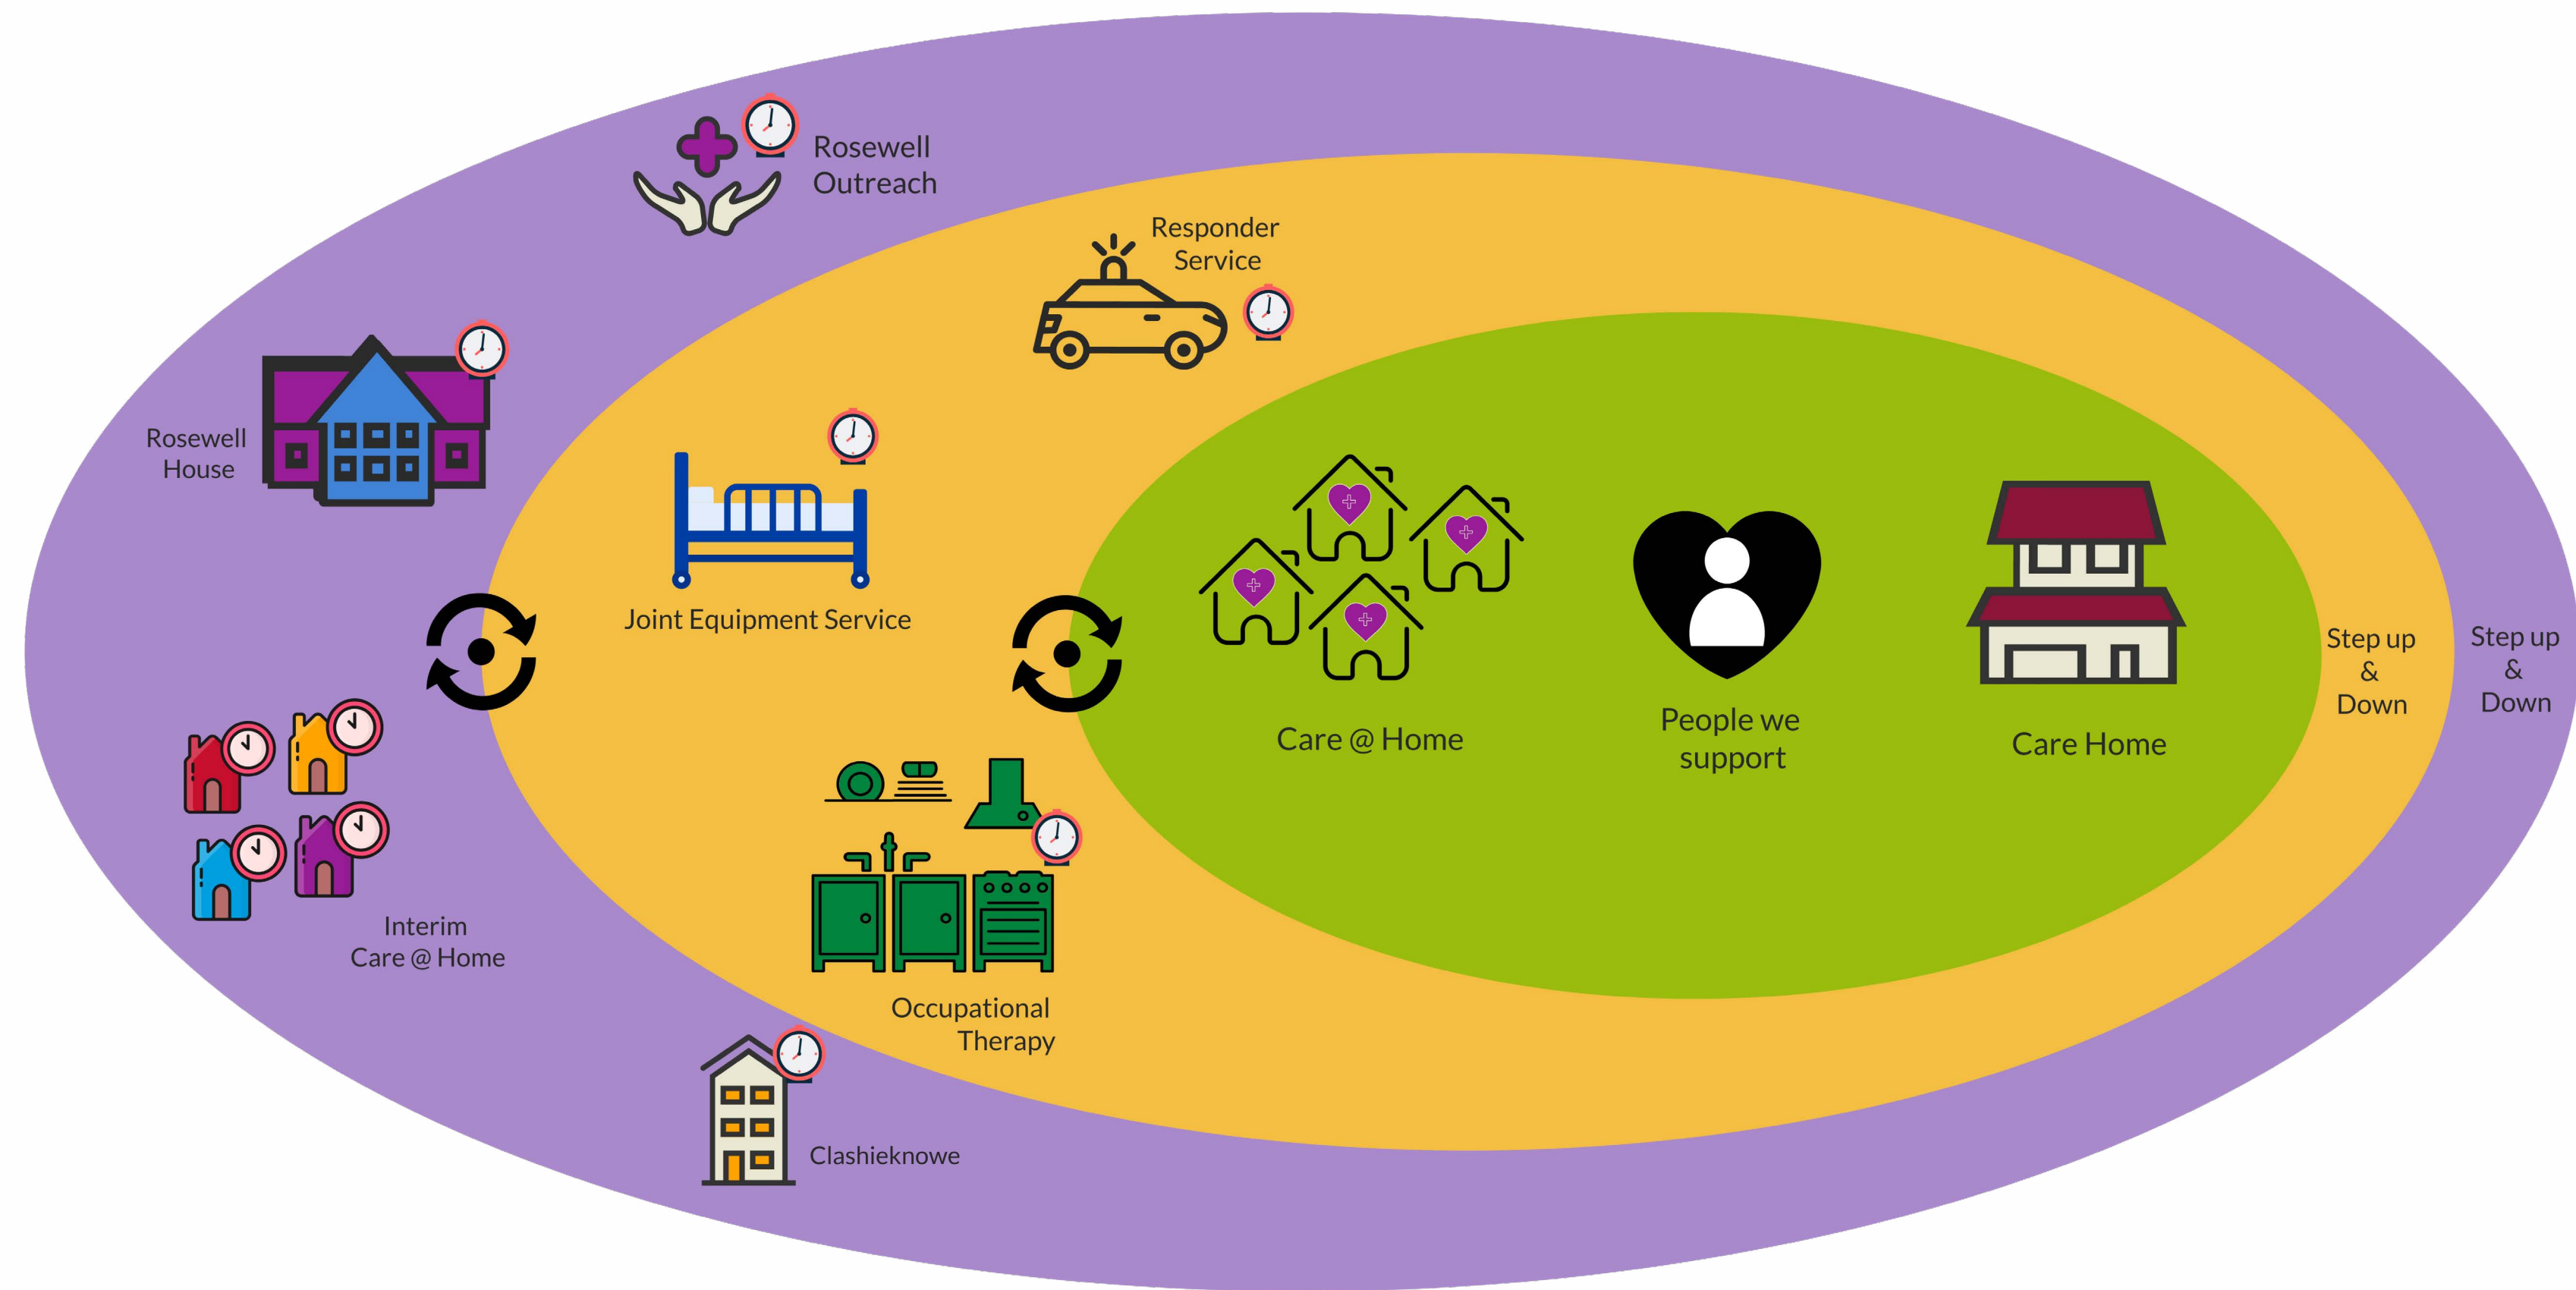 Rosewell
Outreach
Responder
Service
Rosewell
House
Joint Equipment Service
Care @ Home
People we
support
Care Home
Step up
&
Down
Step up
&
Down
Interim
Care @ Home
Occupational
Therapy
Clashieknowe